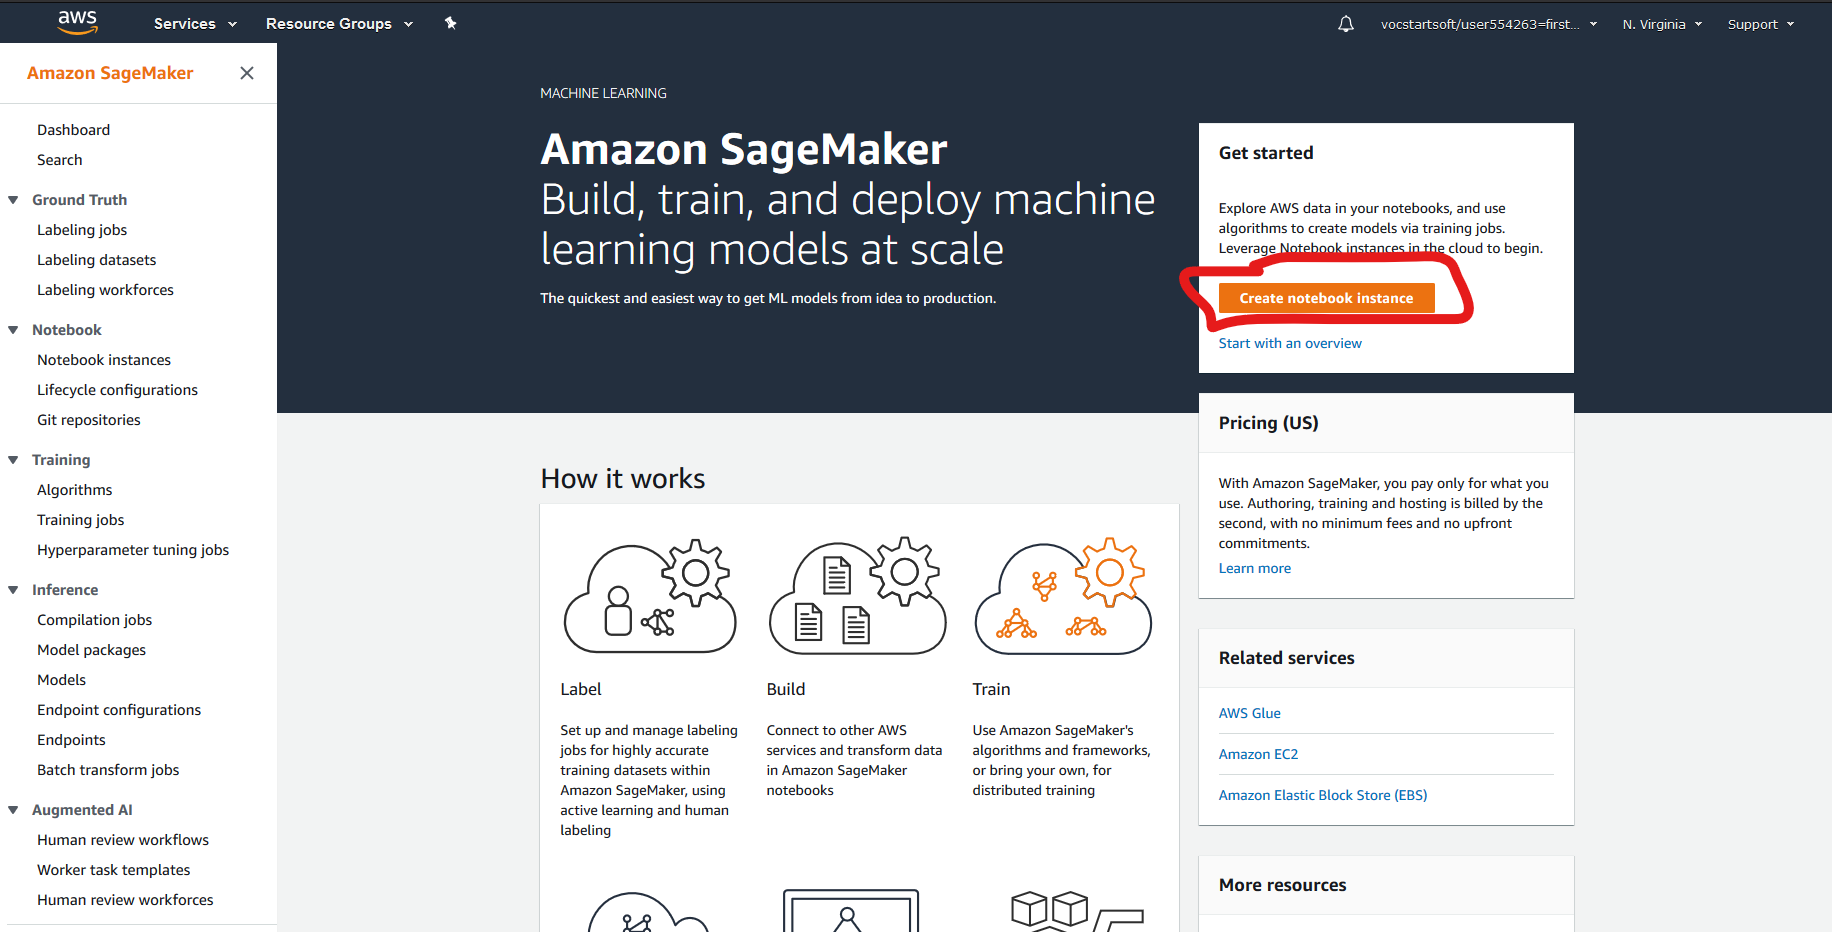 aws
Services
Resource Groups
vocstartsoft/user554263=first...
N. Virginia
Support
Amazon SageMaker
Dashboard
Search
Ground Truth
Labeling jobs
Labeling datasets
Labeling workforces
Notebook
Notebook instances
Lifecycle configurations
Git repositories
Training
Algorithms
Training jobs
Hyperparameter tuning jobs
Inference
Compilation jobs
Model packages
Models
Endpoint configurations
Endpoints
Batch transform jobs
Augmented AI
Human review workflows
Worker task templates
Human review workforces
MACHINE LEARNING
Amazon SageMaker
Build, train, and deploy machine
learning models at scale
The quickest and easiest way to get ML models from idea to production.
Get started
Explore AWS data in your notebooks, and use
algorithms to create models via training jobs.
Leverage Notebook instances in the cloud to begin.
Create notebook instance
Start with an overview
Pricing (US)
With Amazon SageMaker, you pay only for what you
use. Authoring, training and hosting is billed by the
second, with no minimum fees and no upfront
commitments.
Learn more
How it works
Label
Set up and manage labeling
jobs for highly accurate
training datasets within
Amazon SageMaker, using
active learning and human
labeling
Build
Connect to other AWS
services and transform data
in Amazon SageMaker
notebooks
Train
Use Amazon SageMaker's
algorithms and frameworks,
or bring your own, for
distributed training
Related services
AWS Glue
Amazon EC2
Amazon Elastic Block Store (EBS)
More resources